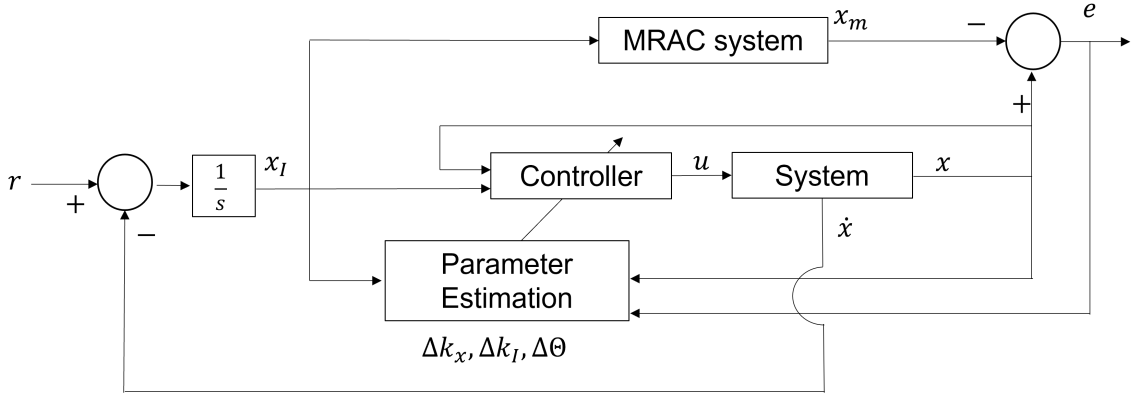 x_m
−
e
MRAC system
+
x_I
Controller
u
System
x
r
1
s
+
−
ẋ
Parameter
Estimation
Δk_x, Δk_I, ΔΘ